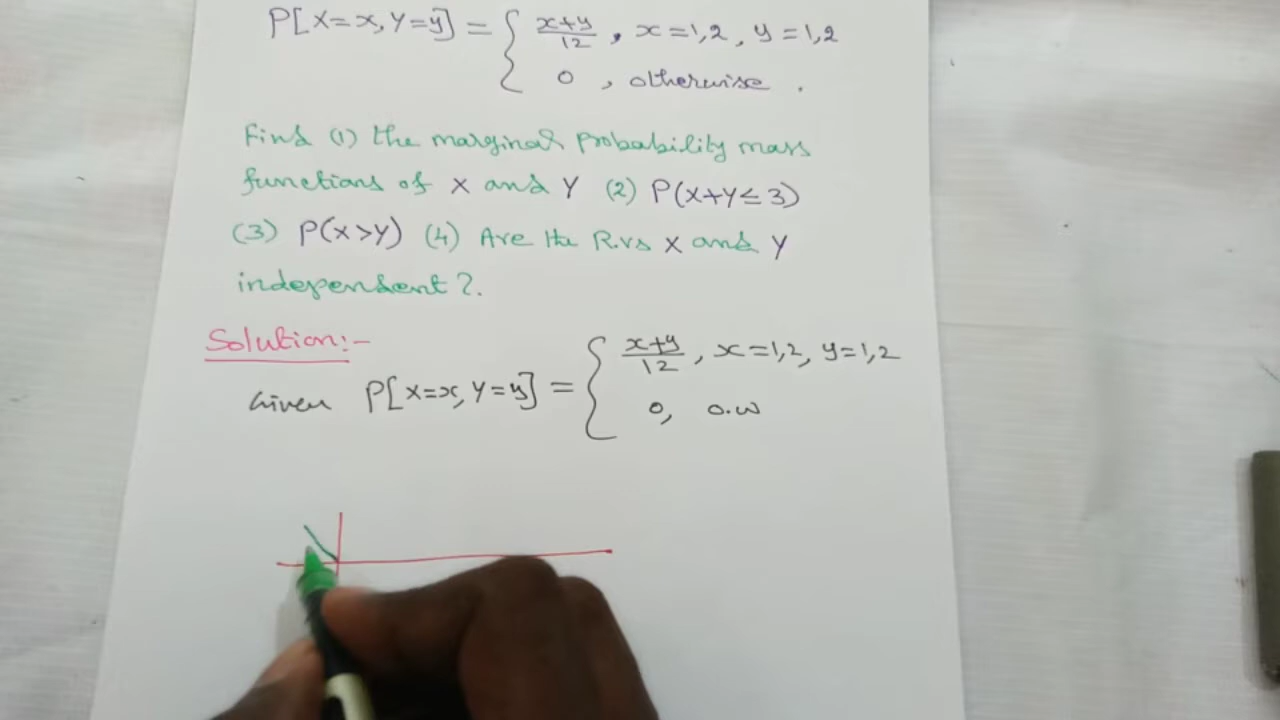 P[X=x, Y=y] = { x+y/12 , x=1,2 , y=1,2
0 , otherwise .
Find (1) the marginal Probability mass
functions of X and Y (2) P(X+Y≤3)
(3) P(X>Y) (4) Are the R.vs X and Y
independent?.
Solution:-
Given P[X=x, Y=y] = { x+y/12 , x=1,2, y=1,2
0, o.w